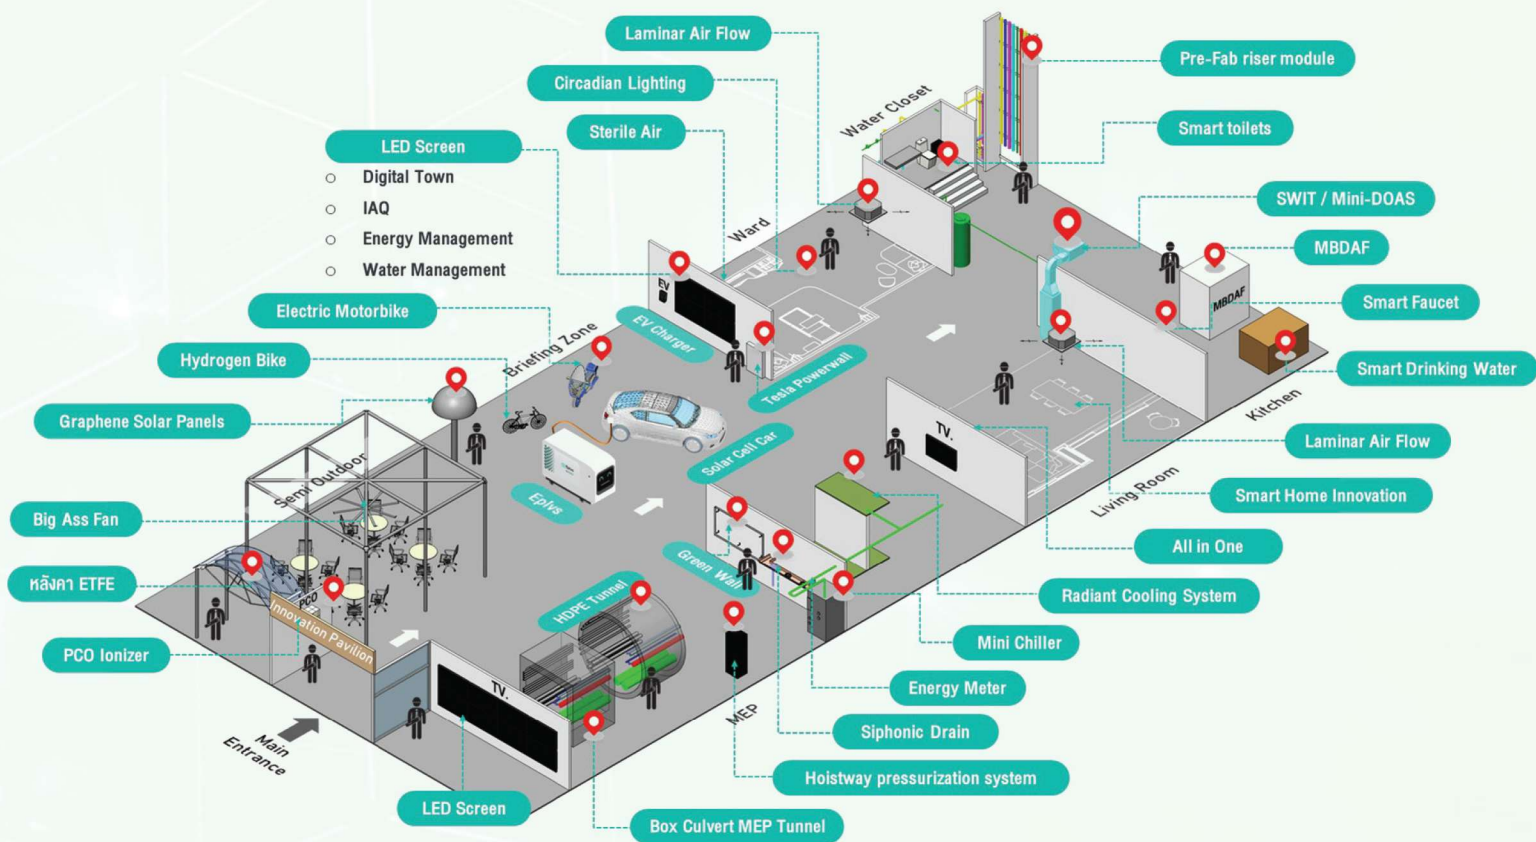 Laminar Air Flow
Pre-Fab riser module
Circadian Lighting
Water Closet
Sterile Air
Smart toilets
LED Screen
○ Digital Town
○ IAQ
○ Energy Management
○ Water Management
SWIT / Mini-DOAS
Ward
MBDAF
EV
MBDAF
Smart Faucet
Electric Motorbike
EV Charger
Briefing Zone
Hydrogen Bike
Tesla Powerwall
Smart Drinking Water
Kitchen
Graphene Solar Panels
TV.
Laminar Air Flow
Solar Cell Car
Semi Outdoor
Living Room
Smart Home Innovation
Eplvs
Big Ass Fan
All in One
Green Wall
หลังคา ETFE
HDPE Tunnel
PCO
Radiant Cooling System
Innovation Pavilion
PCO Ionizer
Mini Chiller
TV.
Energy Meter
MEP
Siphonic Drain
Main
Entrance
Hoistway pressurization system
LED Screen
Box Culvert MEP Tunnel